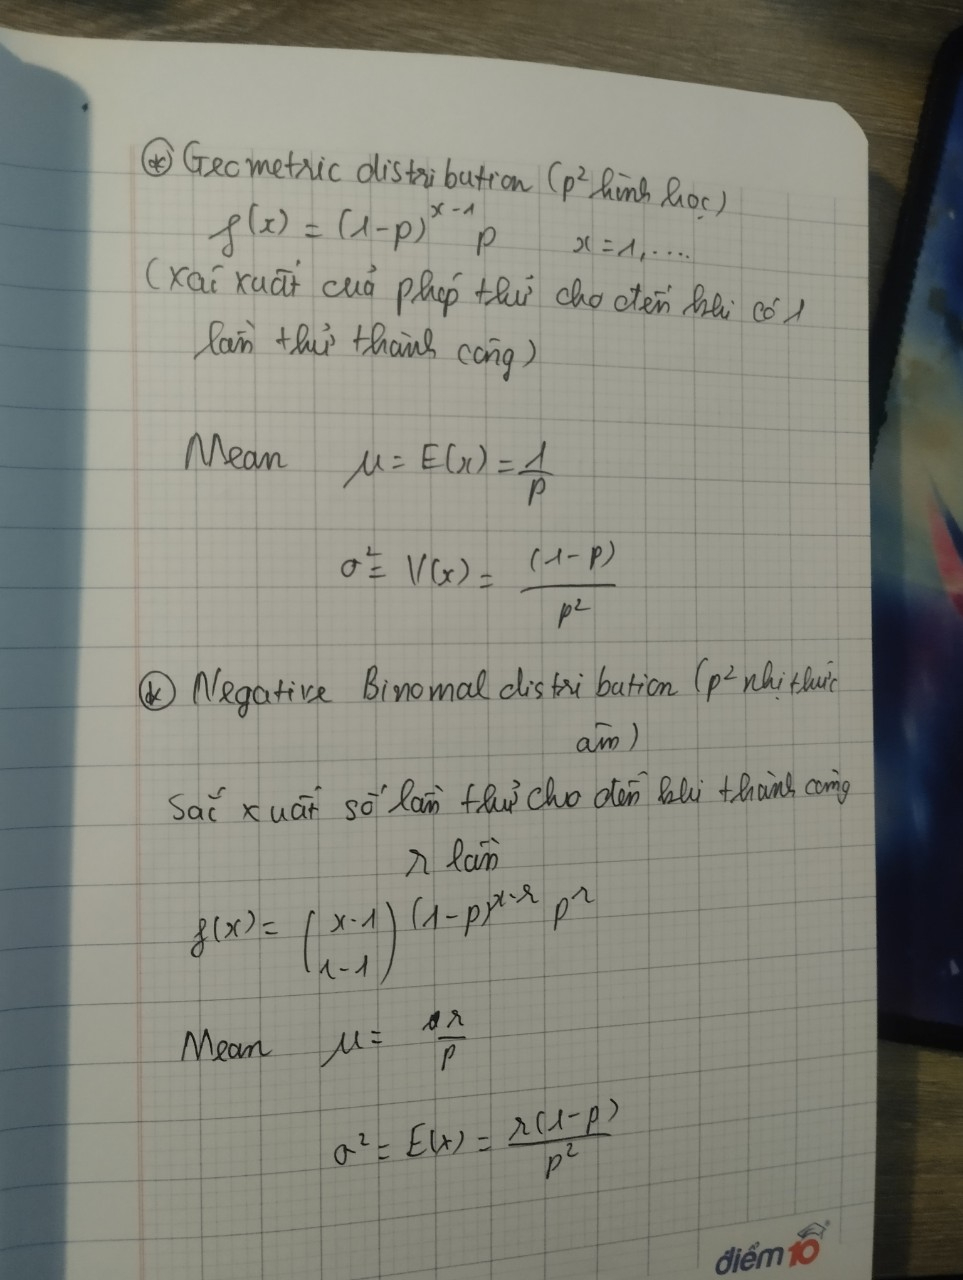 ⊛ Geometric distribution (p² hình học)
f(x) = (1-p)^(x-1) p x = 1, ....
(xác xuất của phép thử cho đến khi có 1
lần thử thành công)
Mean μ = E(x) = 1/p
σ² = V(x) = (1-p)/p²
⊛ Negative Binomal distribution (p² nhị thức
âm)
Sác xuất số lần thử cho đến khi thành công
r lần
f(x) = (x-1 / r-1) (1-p)^(x-r) p^r
Mean μ = r/p
σ² = E(x) = r(1-p)/p²
điểm10